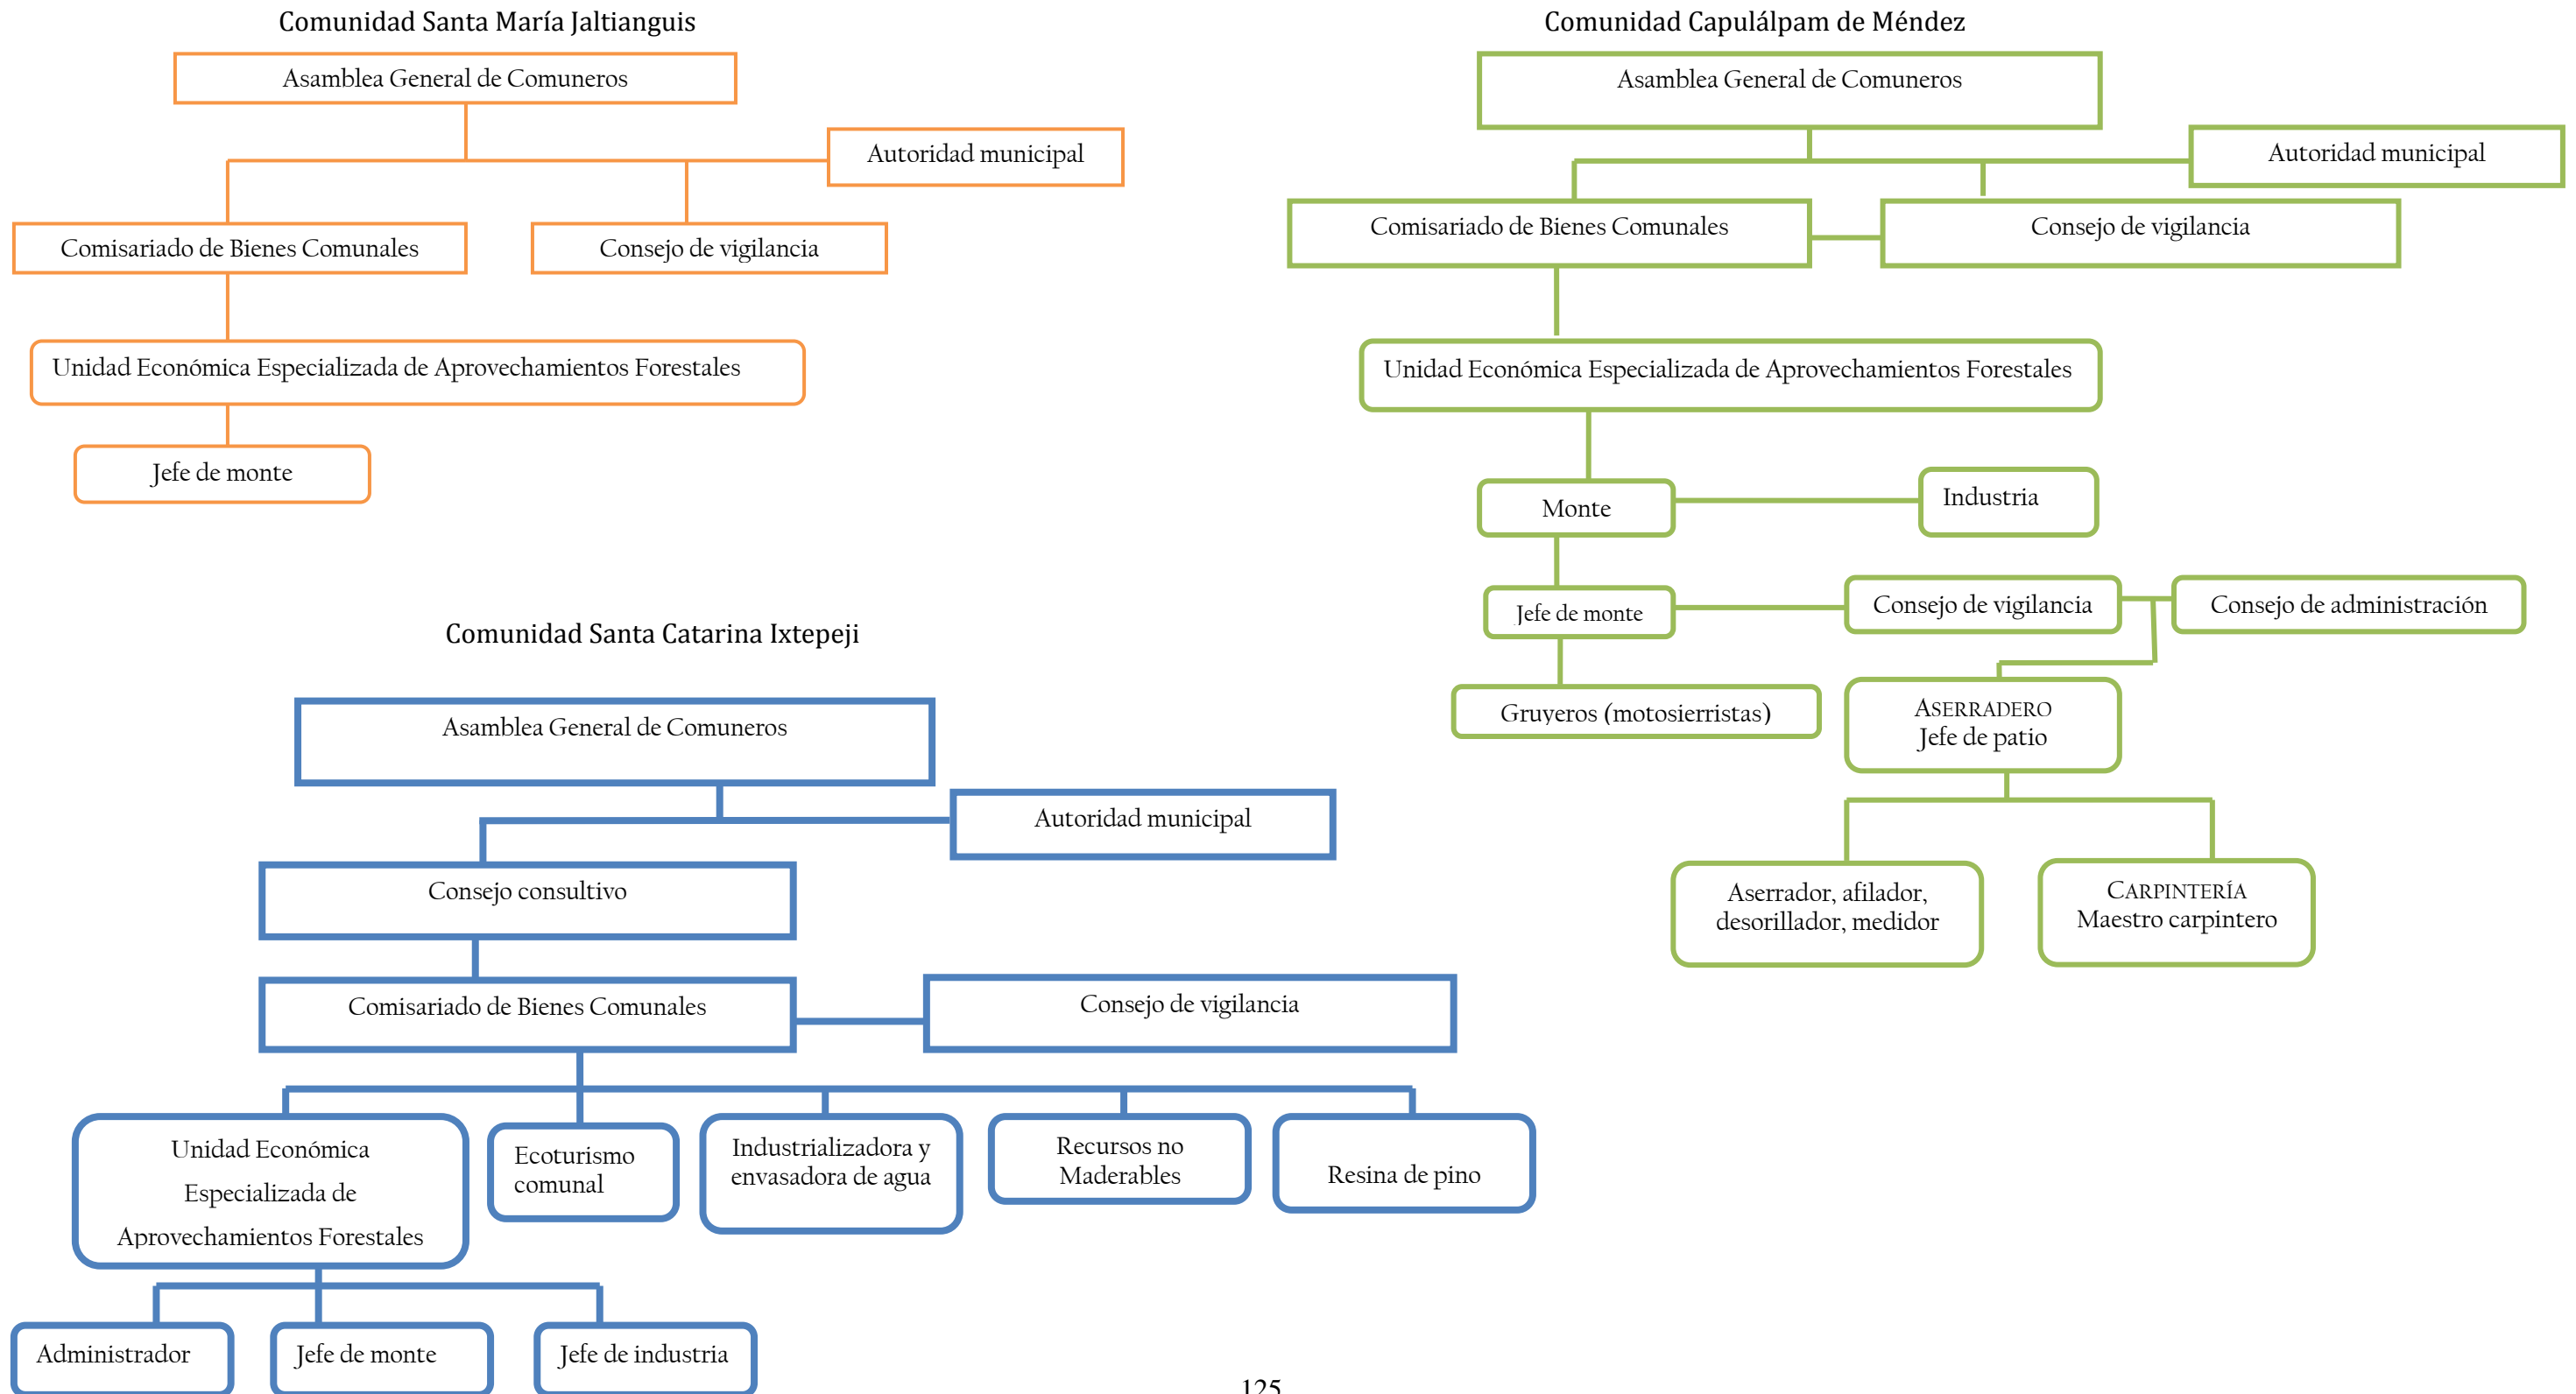 Comunidad Santa María Jaltianguis
Asamblea General de Comuneros
Autoridad municipal
Comisariado de Bienes Comunales
Consejo de vigilancia
Unidad Económica Especializada de Aprovechamientos Forestales
Jefe de monte
Comunidad Capulálpam de Méndez
Asamblea General de Comuneros
Autoridad municipal
Comisariado de Bienes Comunales
Consejo de vigilancia
Unidad Económica Especializada de Aprovechamientos Forestales
Monte
Industria
Jefe de monte
Consejo de vigilancia
Consejo de administración
Gruyeros (motosierristas)
ASERRADERO
Jefe de patio
Aserrador, afilador,
desorillador, medidor
CARPINTERÍA
Maestro carpintero
Comunidad Santa Catarina Ixtepeji
Asamblea General de Comuneros
Autoridad municipal
Consejo consultivo
Comisariado de Bienes Comunales
Consejo de vigilancia
Unidad Económica
Especializada de
Aprovechamientos Forestales
Ecoturismo
comunal
Industrializadora y
envasadora de agua
Recursos no
Maderables
Resina de pino
Administrador
Jefe de monte
Jefe de industria
125